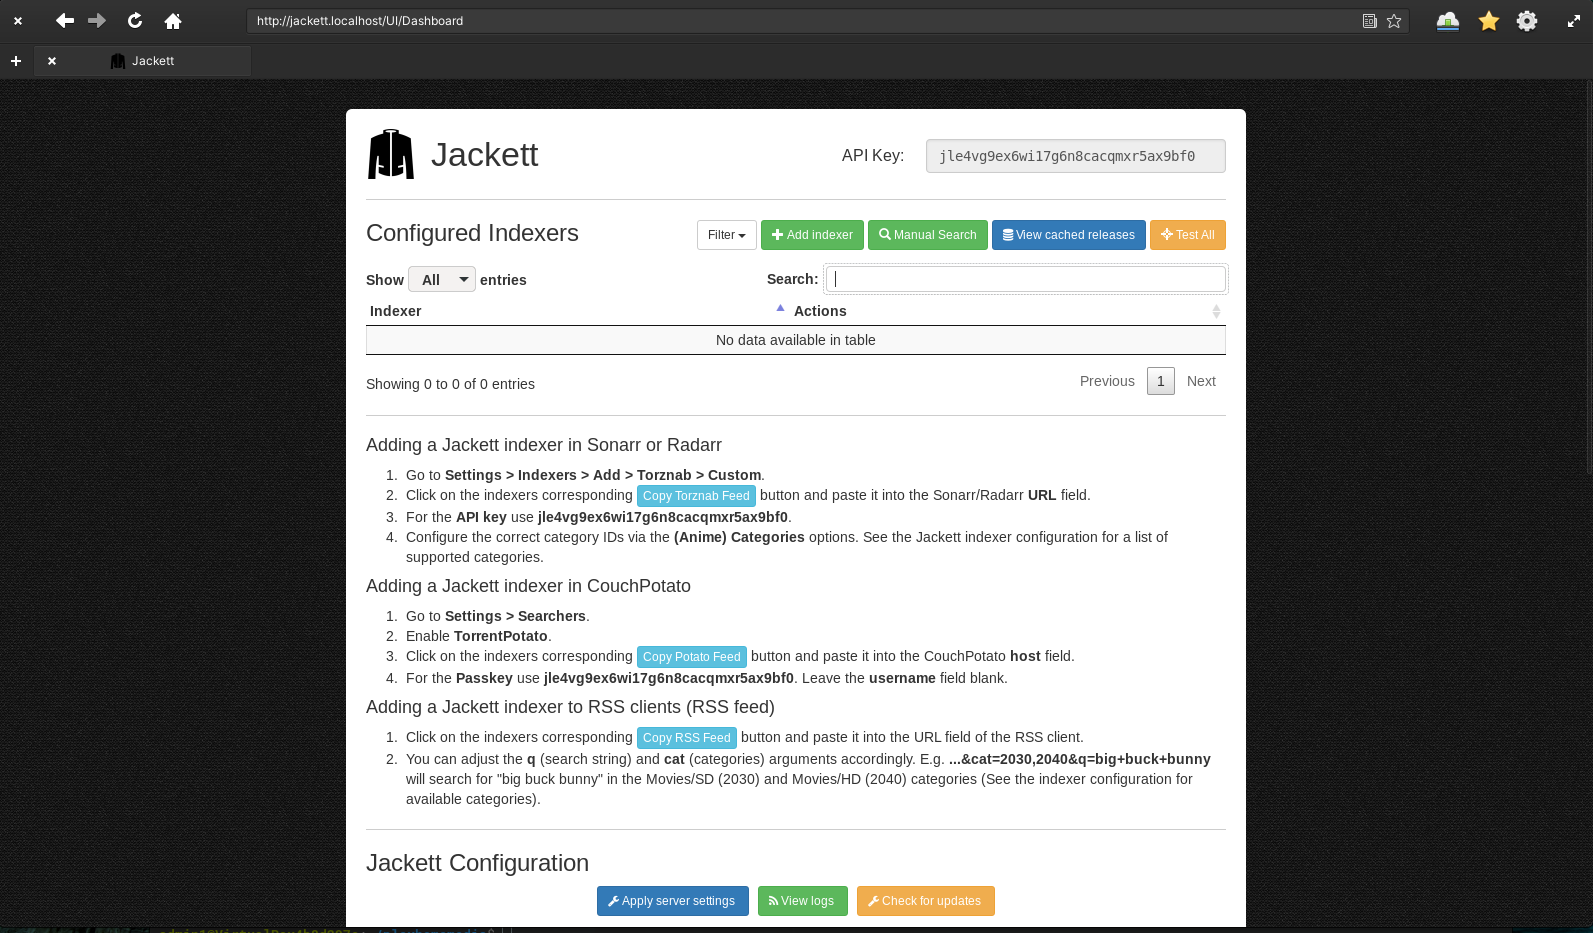 http://jackett.localhost/UI/Dashboard
Jackett
Jackett
API Key: jle4vg9ex6wi17g6n8cacqmxr5ax9bf0
Configured Indexers
Filter Add indexer Manual Search View cached releases Test All
Show All entries Search:
Indexer Actions
No data available in table
Showing 0 to 0 of 0 entries
Previous 1 Next
Adding a Jackett indexer in Sonarr or Radarr
1. Go to Settings > Indexers > Add > Torznab > Custom.
2. Click on the indexers corresponding Copy Torznab Feed button and paste it into the Sonarr/Radarr URL field.
3. For the API key use jle4vg9ex6wi17g6n8cacqmxr5ax9bf0.
4. Configure the correct category IDs via the (Anime) Categories options. See the Jackett indexer configuration for a list of
supported categories.
Adding a Jackett indexer in CouchPotato
1. Go to Settings > Searchers.
2. Enable TorrentPotato.
3. Click on the indexers corresponding Copy Potato Feed button and paste it into the CouchPotato host field.
4. For the Passkey use jle4vg9ex6wi17g6n8cacqmxr5ax9bf0. Leave the username field blank.
Adding a Jackett indexer to RSS clients (RSS feed)
1. Click on the indexers corresponding Copy RSS Feed button and paste it into the URL field of the RSS client.
2. You can adjust the q (search string) and cat (categories) arguments accordingly. E.g. ...&cat=2030,2040&q=big+buck+bunny
will search for "big buck bunny" in the Movies/SD (2030) and Movies/HD (2040) categories (See the indexer configuration for
available categories).
Jackett Configuration
Apply server settings View logs Check for updates